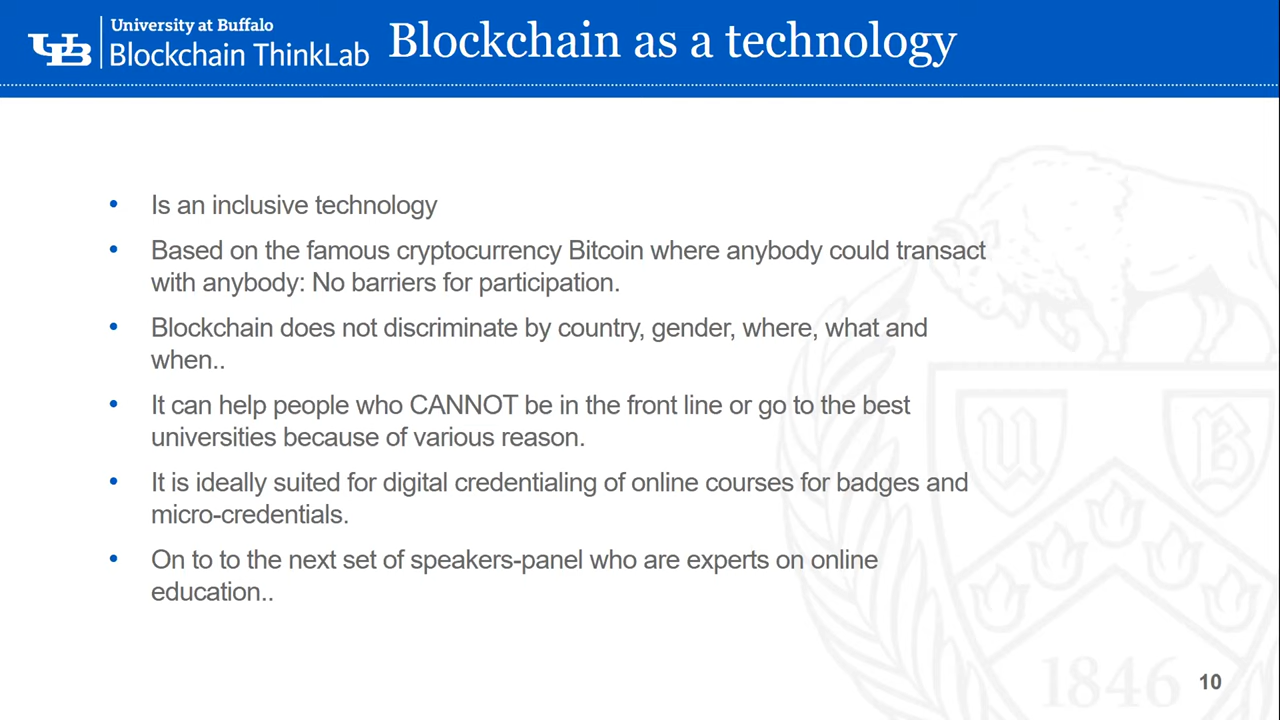 University at Buffalo
UB
Blockchain ThinkLab
Blockchain as a technology
• Is an inclusive technology
• Based on the famous cryptocurrency Bitcoin where anybody could transact
with anybody: No barriers for participation.
• Blockchain does not discriminate by country, gender, where, what and
when..
• It can help people who CANNOT be in the front line or go to the best
universities because of various reason.
• It is ideally suited for digital credentialing of online courses for badges and
micro-credentials.
• On to to the next set of speakers-panel who are experts on online
education..
U B
1846
10